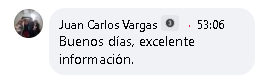 Juan Carlos Vargas · 53:06
Buenos días, excelente
información.